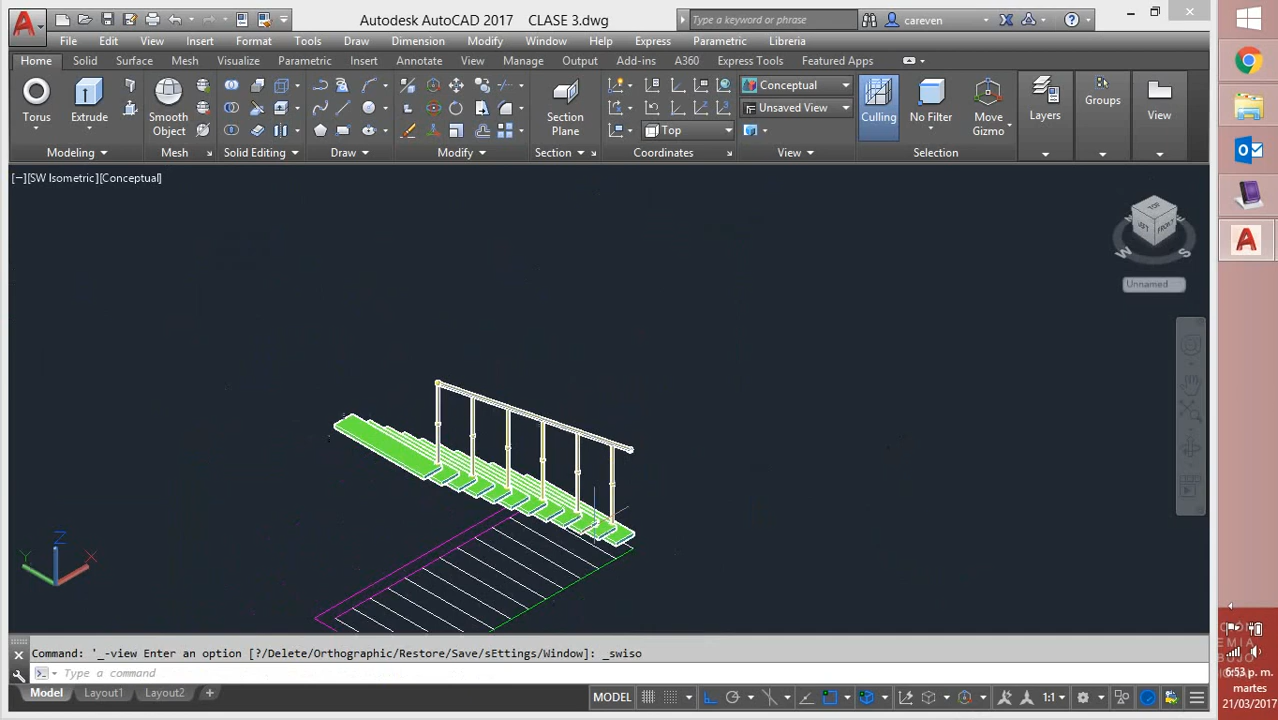 Autodesk AutoCAD 2017 CLASE 3.dwg
Type a keyword or phrase
careven
File Edit View Insert Format Tools Draw Dimension Modify Window Help Express Parametric Libreria
Home Solid Surface Mesh Visualize Parametric Insert Annotate View Manage Output Add-ins A360 Express Tools Featured Apps
Conceptual
Unsaved View
Top
Torus Extrude Smooth Object Section Plane Culling No Filter Move Gizmo Layers Groups View
Modeling Mesh Solid Editing Draw Modify Section Coordinates View Selection
[−][SW Isometric][Conceptual]
TOP
LEFT FRONT
W S
Unnamed
Z
Y X
Command: '_-view Enter an option [?/Delete/Orthographic/Restore/Save/sEttings/Window]: _swiso
Type a command
Model Layout1 Layout2 +
MODEL 1:1
6:53 p. m.
martes
21/03/2017